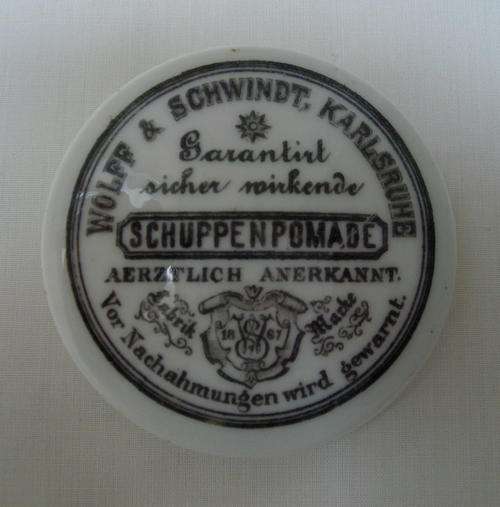 WOLFF & SCHWINDT, KARLSRUHE
Garantirt
sicher wirkende
SCHUPPENPOMADE
AERZTLICH ANERKANNT.
Fabrik Marke
18 67
Vor Nachahmungen wird gewarnt.